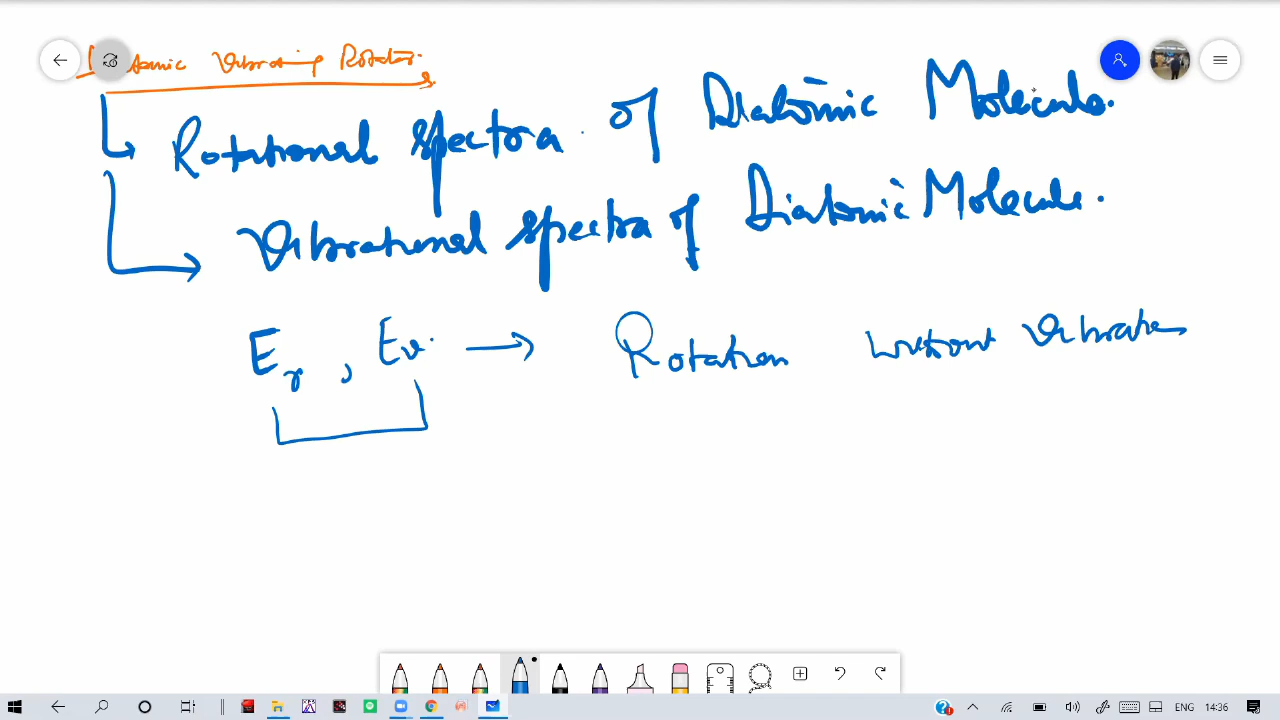 Diatomic Vibrating Rotator
Rotational spectra of Diatomic Molecule.
Vibrational spectra of Diatomic Molecule.
Er , Ev. → Rotation without Vibration
ENG 14:36